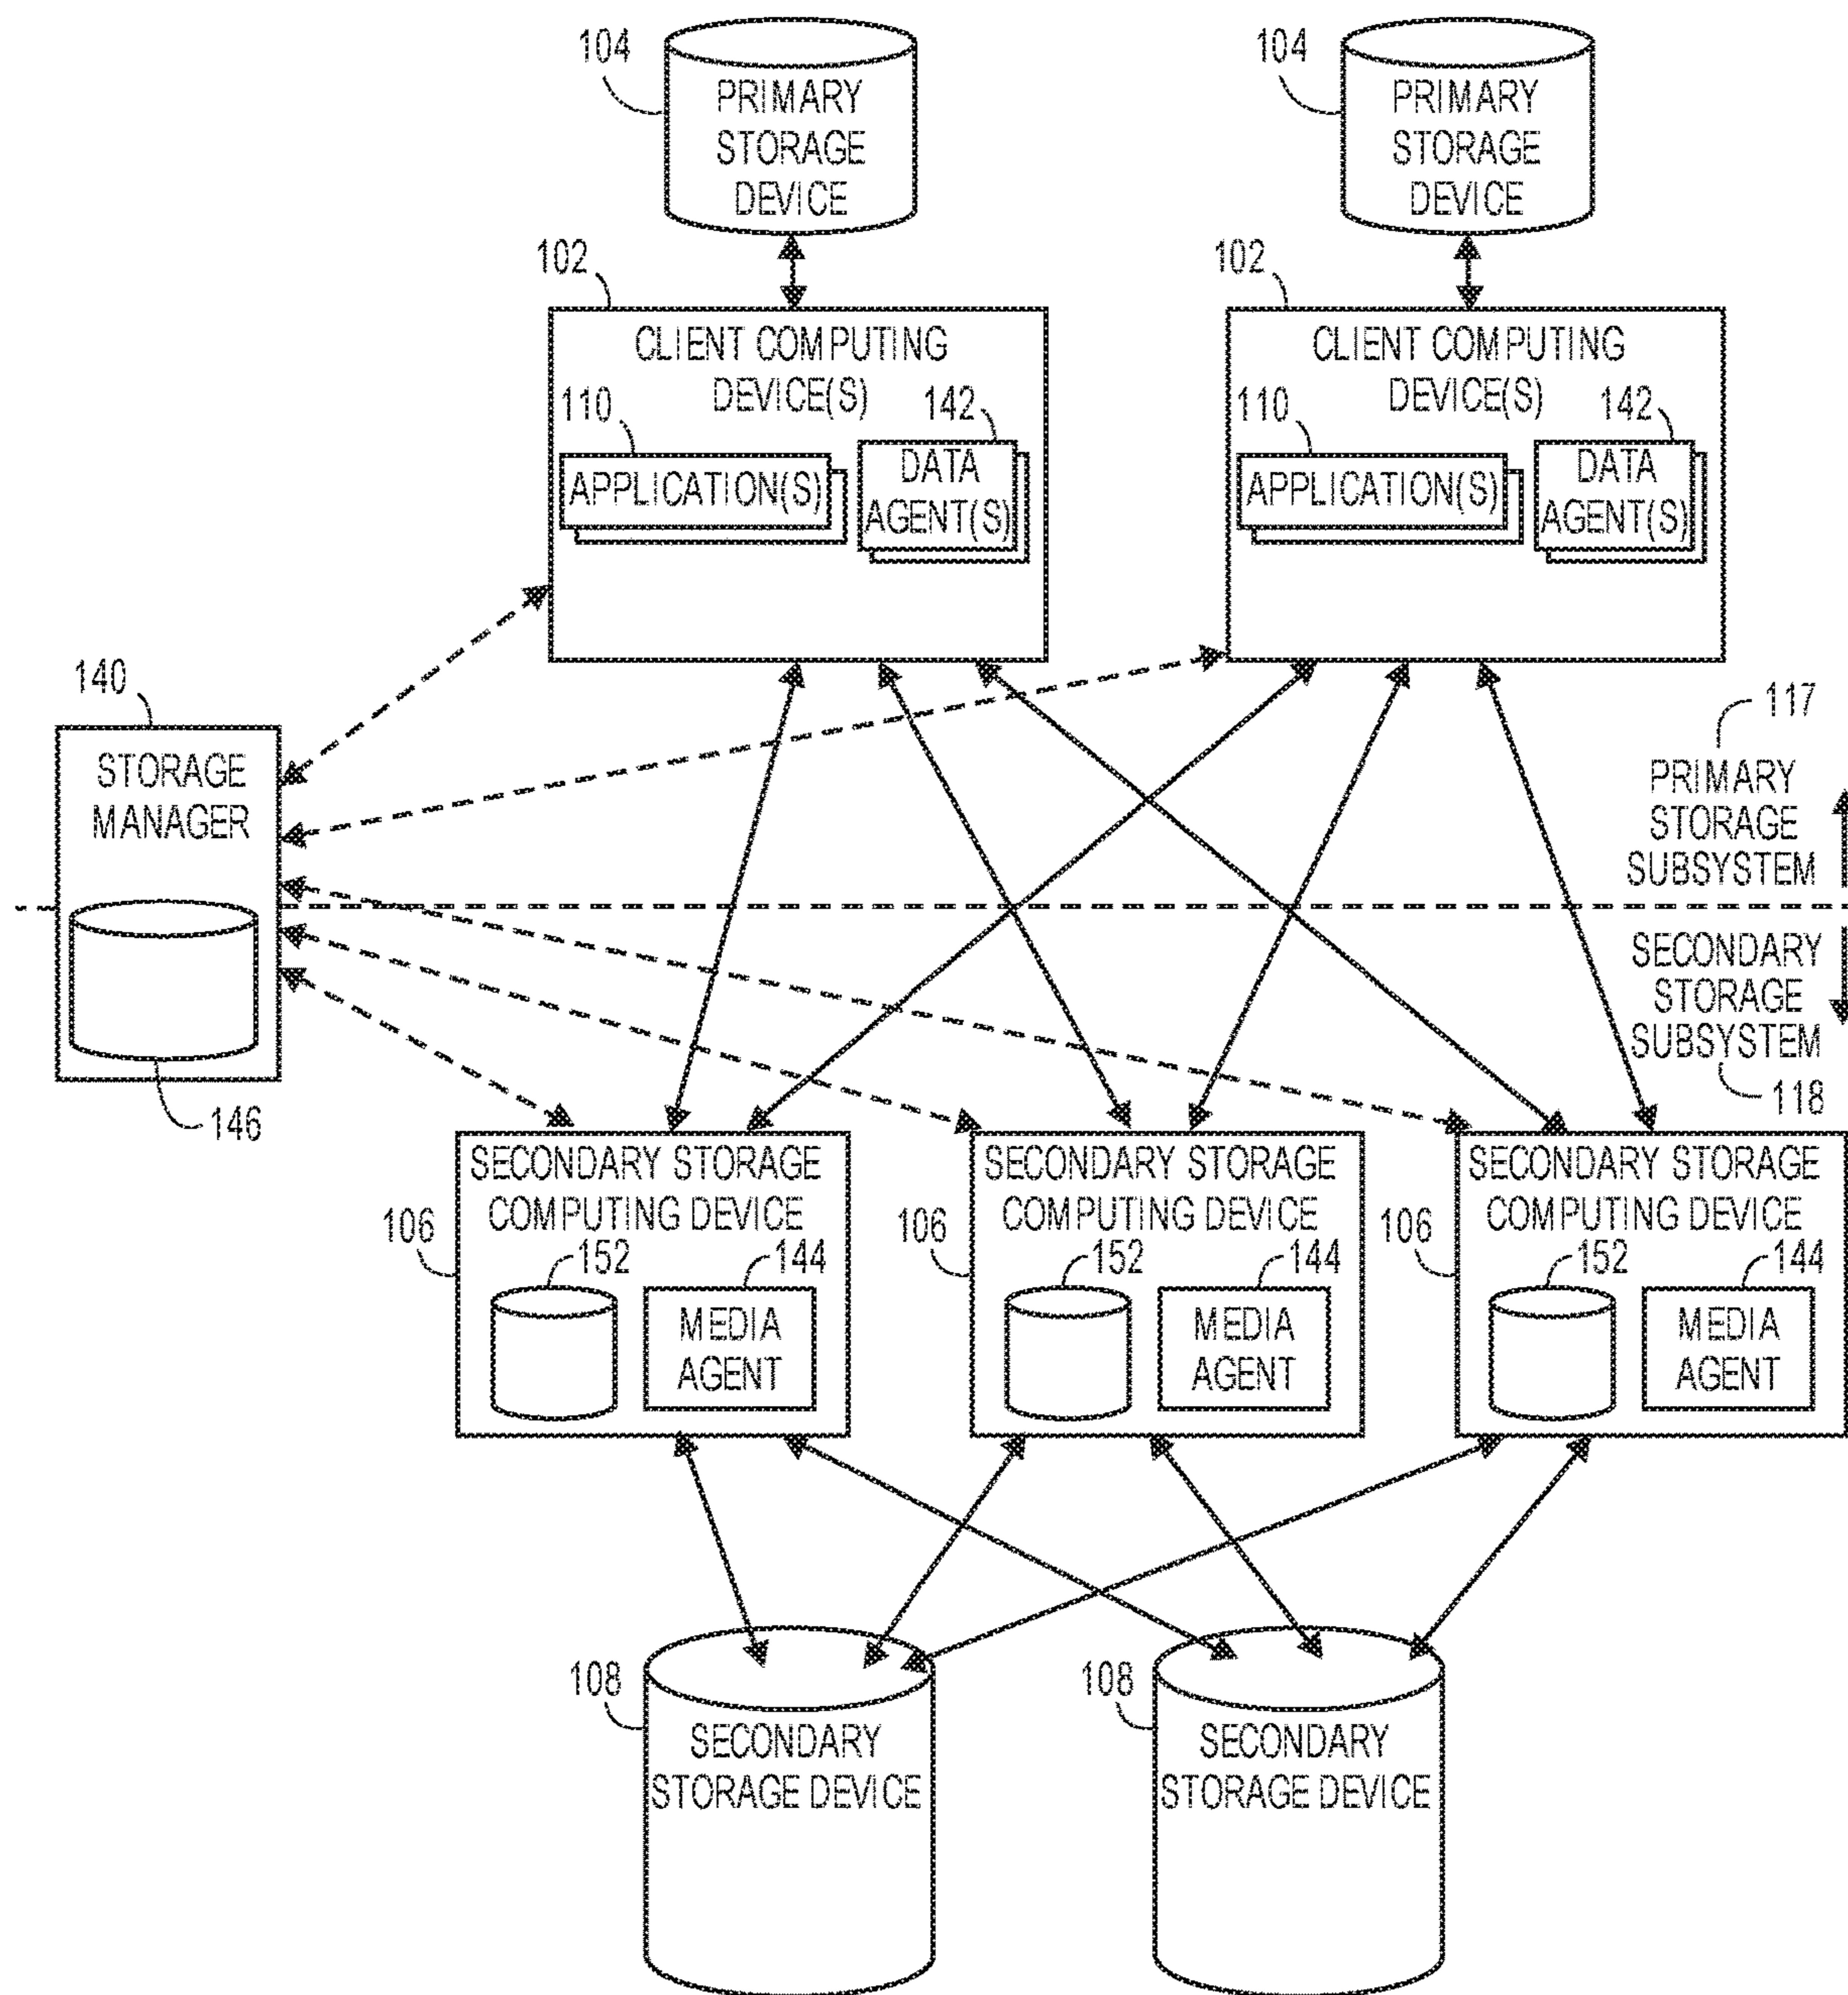 104
PRIMARY
STORAGE
DEVICE
104
PRIMARY
STORAGE
DEVICE
102
CLIENT COMPUTING
DEVICE(S)
110
APPLICATION(S)
142
DATA
AGENT(S)
102
CLIENT COMPUTING
DEVICE(S)
110
APPLICATION(S)
142
DATA
AGENT(S)
140
STORAGE
MANAGER
146
117
PRIMARY
STORAGE
SUBSYSTEM
SECONDARY
STORAGE
SUBSYSTEM
118
106
SECONDARY STORAGE
COMPUTING DEVICE
152
144
MEDIA
AGENT
106
SECONDARY STORAGE
COMPUTING DEVICE
152
144
MEDIA
AGENT
106
SECONDARY STORAGE
COMPUTING DEVICE
152
144
MEDIA
AGENT
108
SECONDARY
STORAGE DEVICE
108
SECONDARY
STORAGE DEVICE